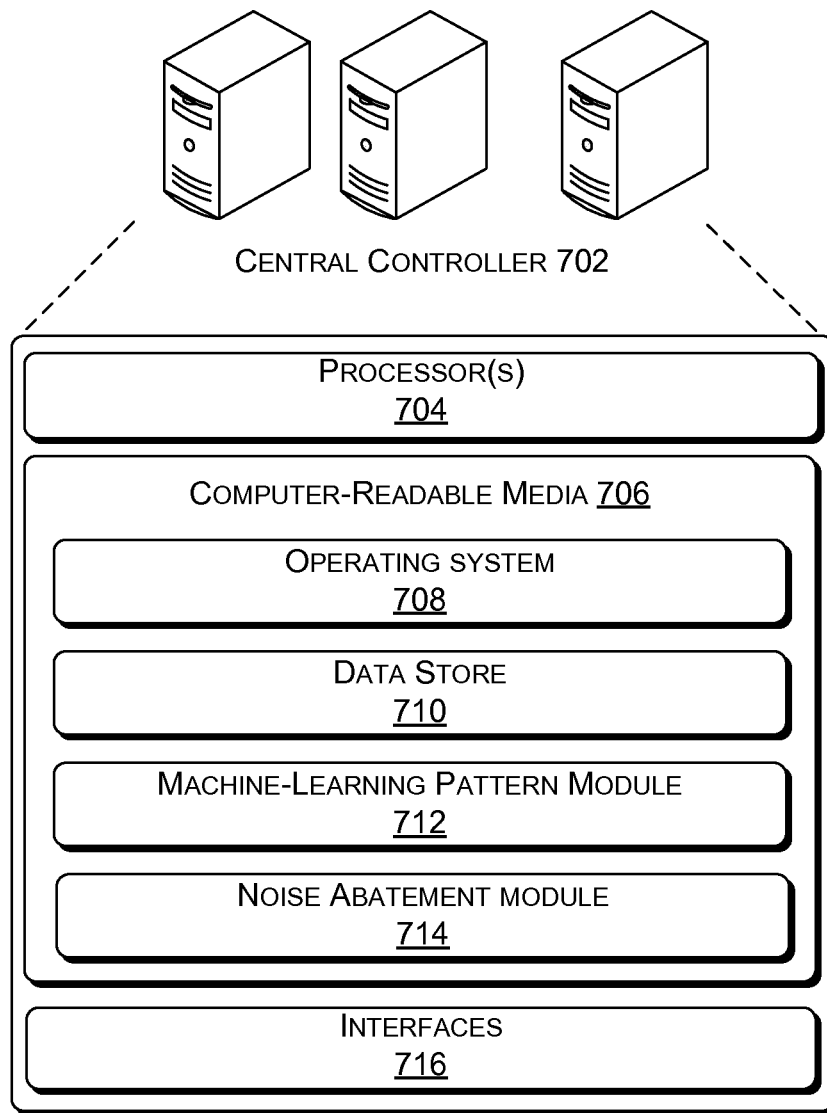 CENTRAL CONTROLLER 702
PROCESSOR(S)
704
COMPUTER-READABLE MEDIA 706
OPERATING SYSTEM
708
DATA STORE
710
MACHINE-LEARNING PATTERN MODULE
712
NOISE ABATEMENT MODULE
714
INTERFACES
716